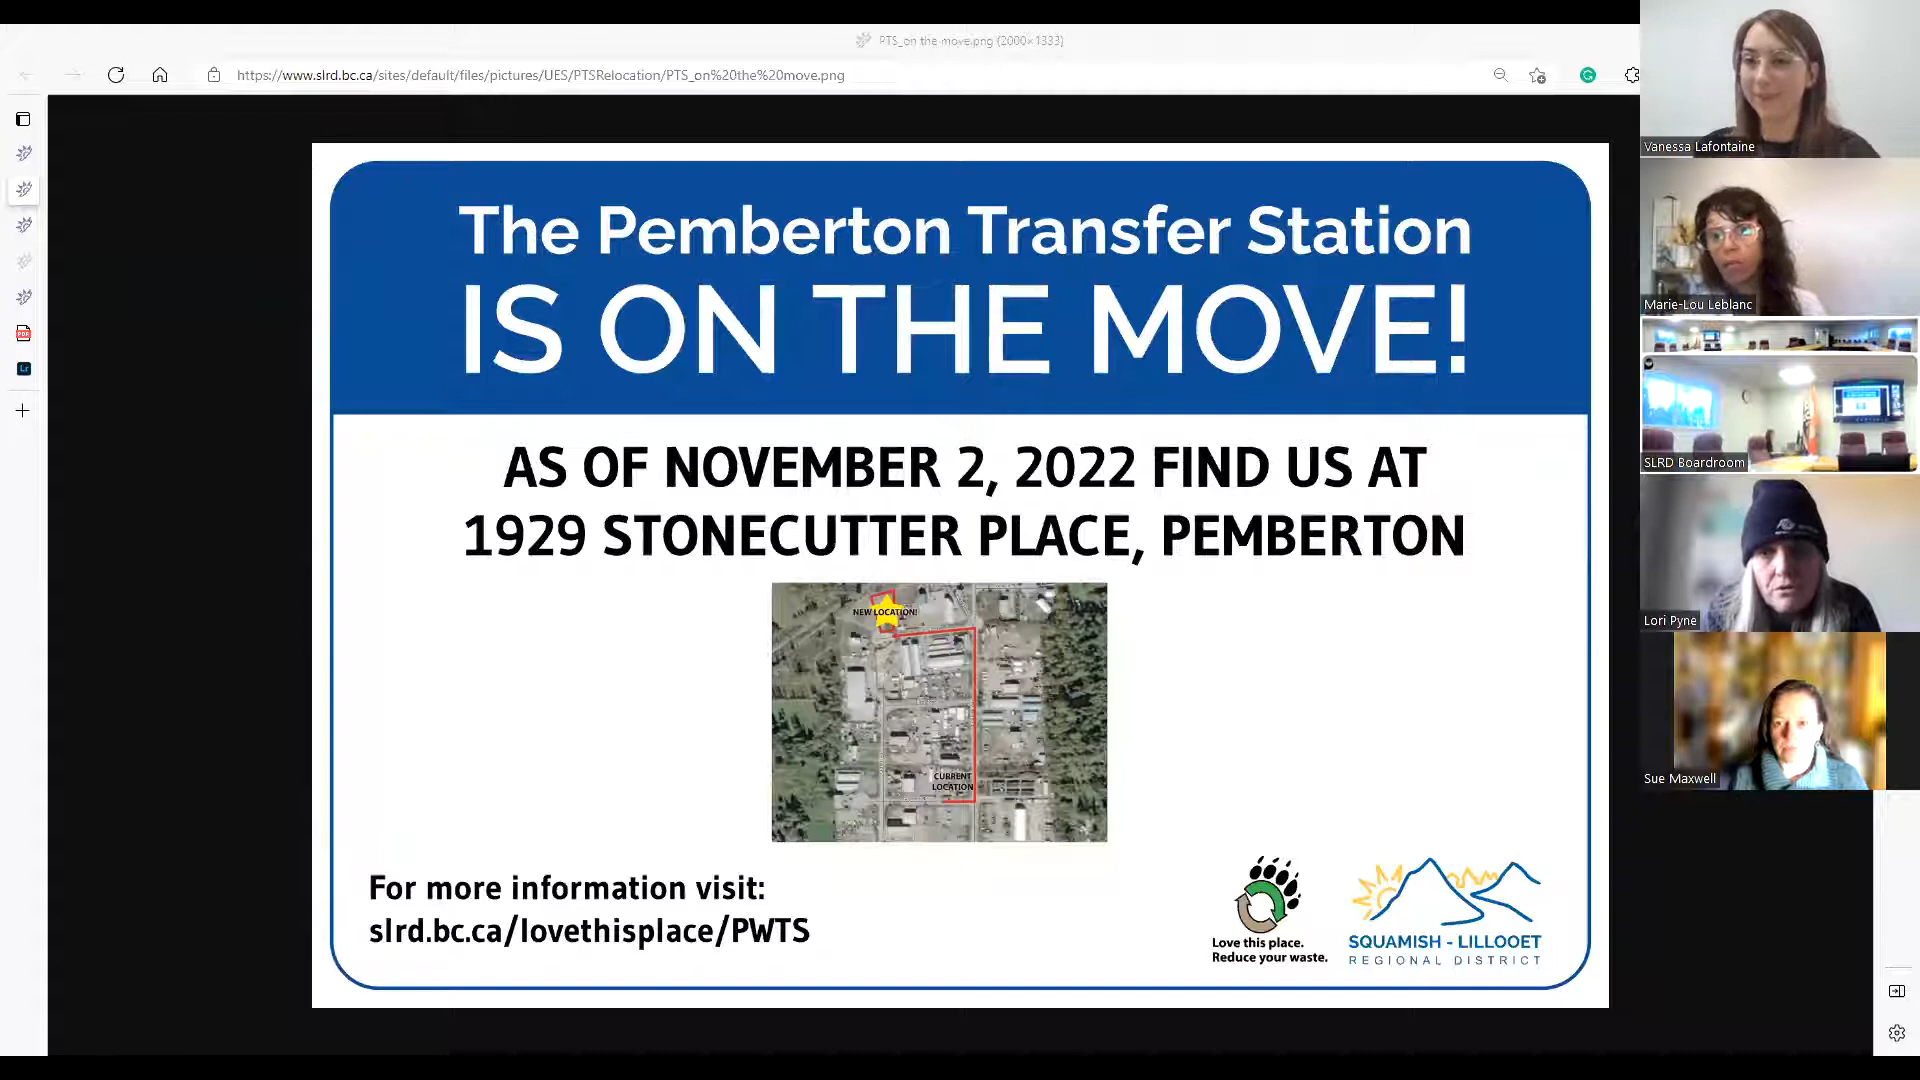 PTS_on the move.png (2000×1333)
https://www.slrd.bc.ca/sites/default/files/pictures/UES/PTSRelocation/PTS_on%20the%20move.png
The Pemberton Transfer Station
IS ON THE MOVE!
AS OF NOVEMBER 2, 2022 FIND US AT
1929 STONECUTTER PLACE, PEMBERTON
NEW LOCATION!
CURRENT
LOCATION
For more information visit:
slrd.bc.ca/lovethisplace/PWTS
Love this place.
Reduce your waste.
SQUAMISH - LILLOOET
REGIONAL DISTRICT
PDF
Lr
G
Vanessa Lafontaine
Marie-Lou Leblanc
SLRD Boardroom
Lori Pyne
Sue Maxwell